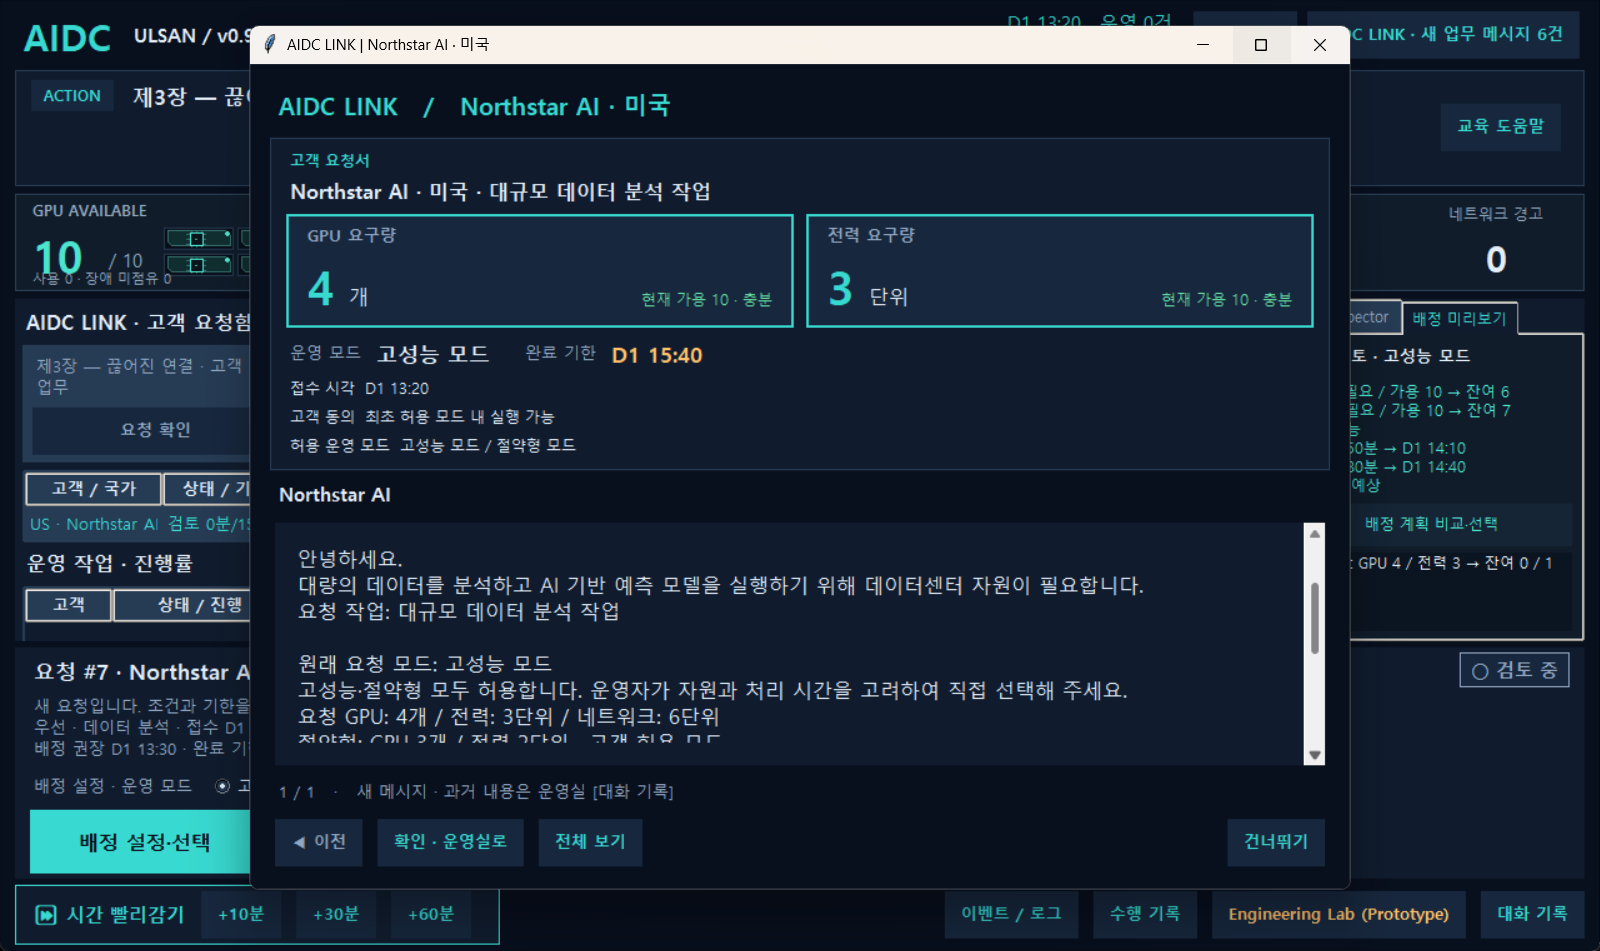 AIDC
ULSAN / v0.9
D1 13:20 운영 0건
LINK · 새 업무 메시지 6건
AIDC LINK | Northstar AI · 미국
ACTION
제3장 —
교육 도움말
AIDC LINK / Northstar AI · 미국
고객 요청서
Northstar AI · 미국 · 대규모 데이터 분석 작업
GPU 요구량
4 개
현재 가용 10 · 충분
전력 요구량
3 단위
현재 가용 10 · 충분
운영 모드 고성능 모드 완료 기한 D1 15:40
접수 시각 D1 13:20
고객 동의 최초 허용 모드 내 실행 가능
허용 운영 모드 고성능 모드 / 절약형 모드
GPU AVAILABLE
10 / 10
사용 0 · 장애 미점유 0
네트워크 경고
0
AIDC LINK · 고객 요청함
제3장 — 끊어진 연결 · 고객
업무
요청 확인
고객 / 국가
상태 / 기
US · Northstar AI 검토 0분/15
운영 작업 · 진행률
고객
상태 / 진행
배정 미리보기
토 · 고성능 모드
필요 / 가용 10 → 잔여 6
필요 / 가용 10 → 잔여 7
능
50분 → D1 14:10
80분 → D1 14:40
예상
배정 계획 비교·선택
: GPU 4 / 전력 3 → 잔여 0 / 1
Northstar AI
안녕하세요.
대량의 데이터를 분석하고 AI 기반 예측 모델을 실행하기 위해 데이터센터 자원이 필요합니다.
요청 작업: 대규모 데이터 분석 작업
원래 요청 모드: 고성능 모드
고성능·절약형 모두 허용합니다. 운영자가 자원과 처리 시간을 고려하여 직접 선택해 주세요.
요청 GPU: 4개 / 전력: 3단위 / 네트워크: 6단위
절약형: GPU 3개 / 전력 2단위 · 고객 허용 모드
1 / 1 · 새 메시지 · 과거 내용은 운영실 [대화 기록]
◀ 이전
확인 · 운영실로
전체 보기
건너뛰기
요청 #7 · Northstar A
새 요청입니다. 조건과 기한을
우선 · 데이터 분석 · 접수 D1
배정 권장 D1 13:30 · 완료 기
배정 설정 · 운영 모드
배정 설정·선택
○ 검토 중
시간 빨리감기
+10분
+30분
+60분
이벤트 / 로그
수행 기록
Engineering Lab (Prototype)
대화 기록